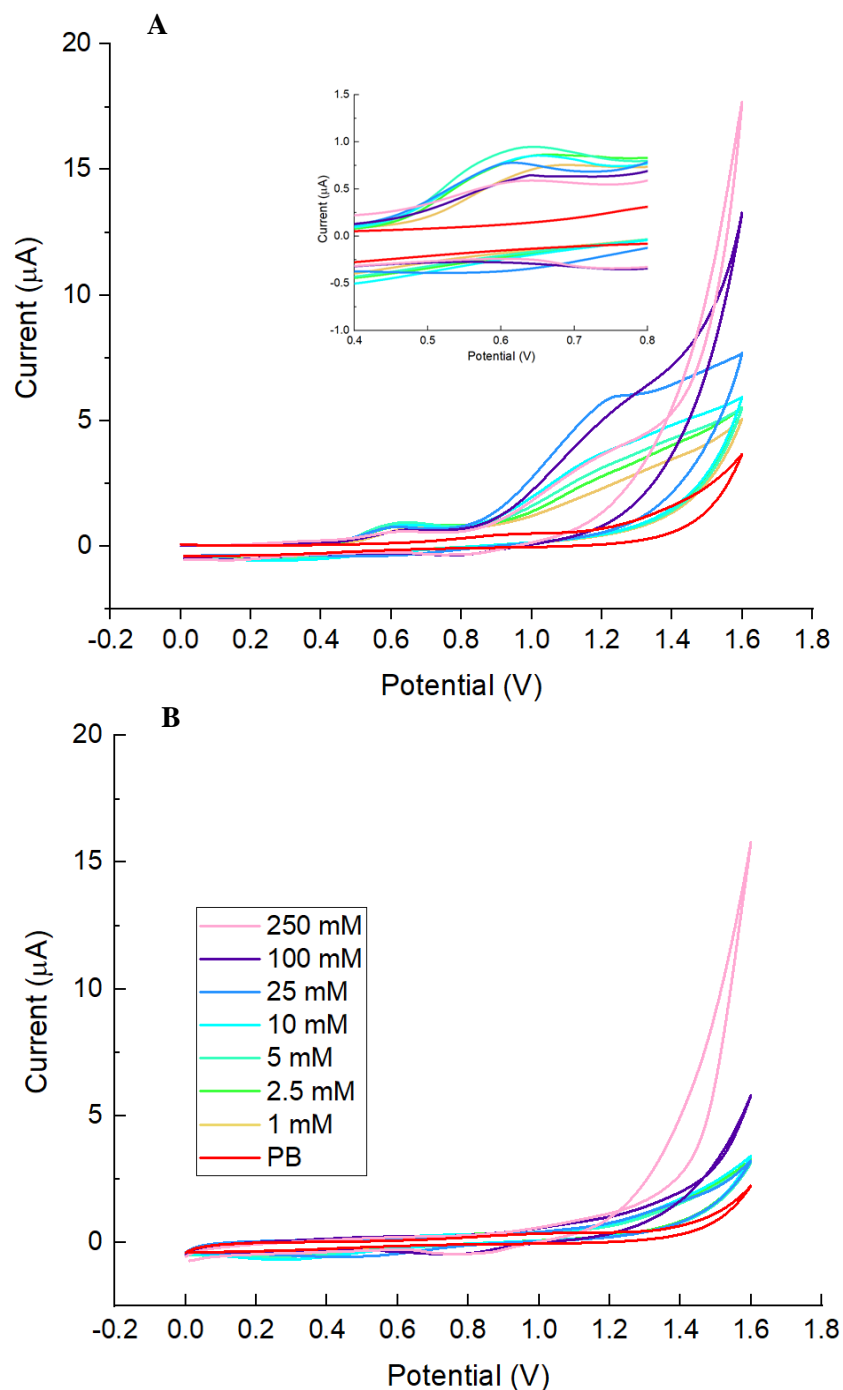 A
20
15
10
5
0
Current (μA)
1.5
1.0
0.5
0.0
-0.5
-1.0
Current (μA)
0.4 0.5 0.6 0.7 0.8
Potential (V)
-0.2 0.0 0.2 0.4 0.6 0.8 1.0 1.2 1.4 1.6 1.8
Potential (V)
B
20
15
10
5
0
Current (μA)
250 mM
100 mM
25 mM
10 mM
5 mM
2.5 mM
1 mM
PB
-0.2 0.0 0.2 0.4 0.6 0.8 1.0 1.2 1.4 1.6 1.8
Potential (V)